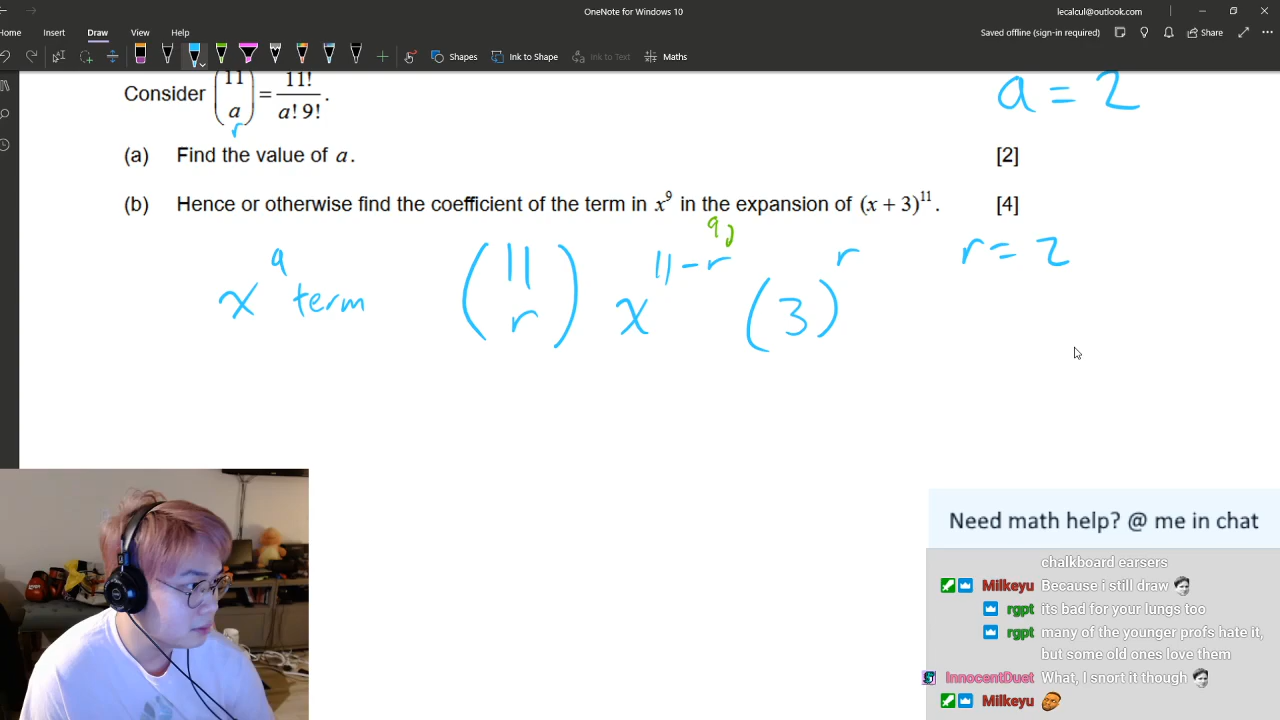 OneNote for Windows 10
lecalcul@outlook.com
Home Insert Draw View Help
Saved offline (sign-in required) Share
Shapes Ink to Shape Ink to Text Maths
Consider (11 a) = 11! / a! 9! .
r
a = 2
(a) Find the value of a. [2]
(b) Hence or otherwise find the coefficient of the term in x^9 in the expansion of (x + 3)^11. [4]
x^9 term (11 r) x^11-r (3)^r r = 2
9
Need math help? @ me in chat
chalkboard earsers
Milkeyu Because i still draw
rgpt its bad for your lungs too
rgpt many of the younger profs hate it,
but some old ones love them
InnocentDuet What, I snort it though
Milkeyu